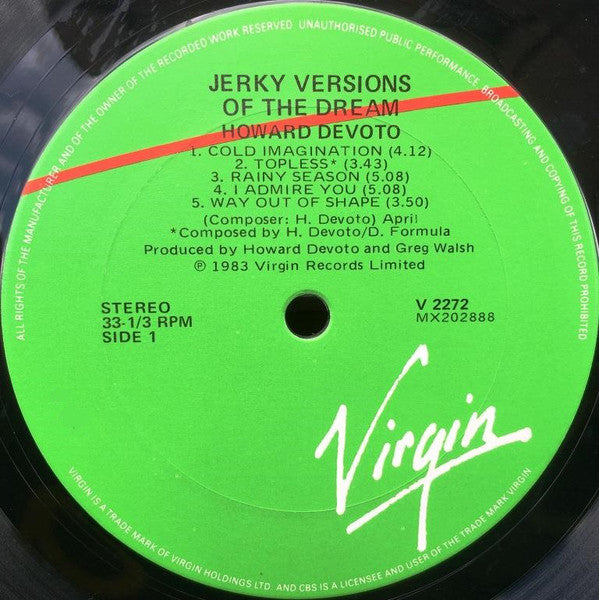 ALL RIGHTS OF THE MANUFACTURER AND OF THE OWNER OF THE RECORDED WORK RESERVED. UNAUTHORISED PUBLIC PERFORMANCE, BROADCASTING AND COPYING OF THIS RECORD PROHIBITED
JERKY VERSIONS
OF THE DREAM
HOWARD DEVOTO
1. COLD IMAGINATION (4.12)
2. TOPLESS* (3.43)
3. RAINY SEASON (5.08)
4. I ADMIRE YOU (5.08)
5. WAY OUT OF SHAPE (3.50)
(Composer: H. Devoto) April
*Composed by H. Devoto/D. Formula
Produced by Howard Devoto and Greg Walsh
℗ 1983 Virgin Records Limited
STEREO
33-1/3 RPM
SIDE 1
V 2272
MX202888
Virgin
VIRGIN IS A TRADE MARK OF VIRGIN HOLDINGS LTD AND CBS IS A LICENSEE AND USER OF THE TRADE MARK VIRGIN